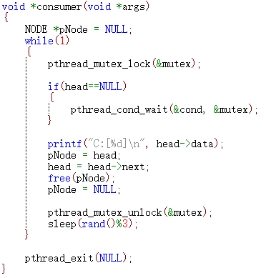 void *consumer(void *args)
{
    NODE *pNode = NULL;
    while(1)
    {
        pthread_mutex_lock(&mutex);
        if(head==NULL)
        {
            pthread_cond_wait(&cond, &mutex);
        }
        printf("C:[%d]\n", head->data);
        pNode = head;
        head = head->next;
        free(pNode);
        pNode = NULL;
        pthread_mutex_unlock(&mutex);
        sleep(rand()%3);
    }
    pthread_exit(NULL);
}